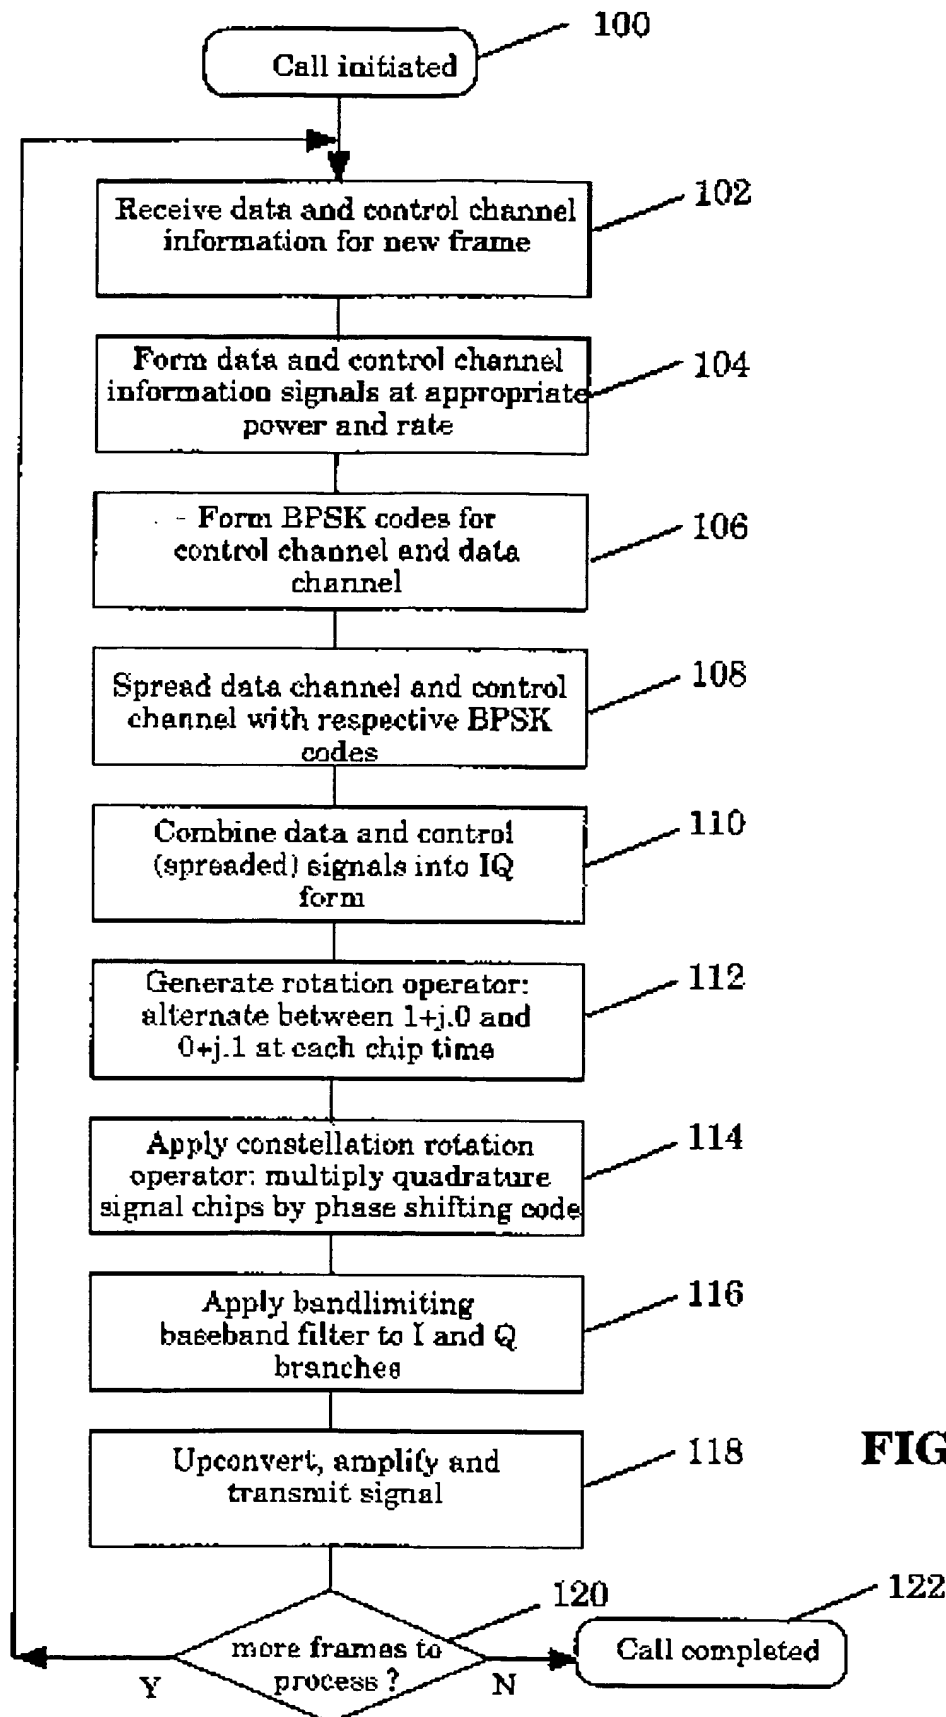 100
Call initiated
102
Receive data and control channel
information for new frame
104
Form data and control channel
information signals at appropriate
power and rate
106
- Form BPSK codes for
control channel and data
channel
108
Spread data channel and control
channel with respective BPSK
codes
110
Combine data and control
(spreaded) signals into IQ
form
112
Generate rotation operator:
alternate between 1+j.0 and
0+j.1 at each chip time
114
Apply constellation rotation
operator: multiply quadrature
signal chips by phase shifting code
116
Apply bandlimiting
baseband filter to I and Q
branches
118
Upconvert, amplify and
transmit signal
FIG
120
122
more frames to
process ?
Y
N
Call completed